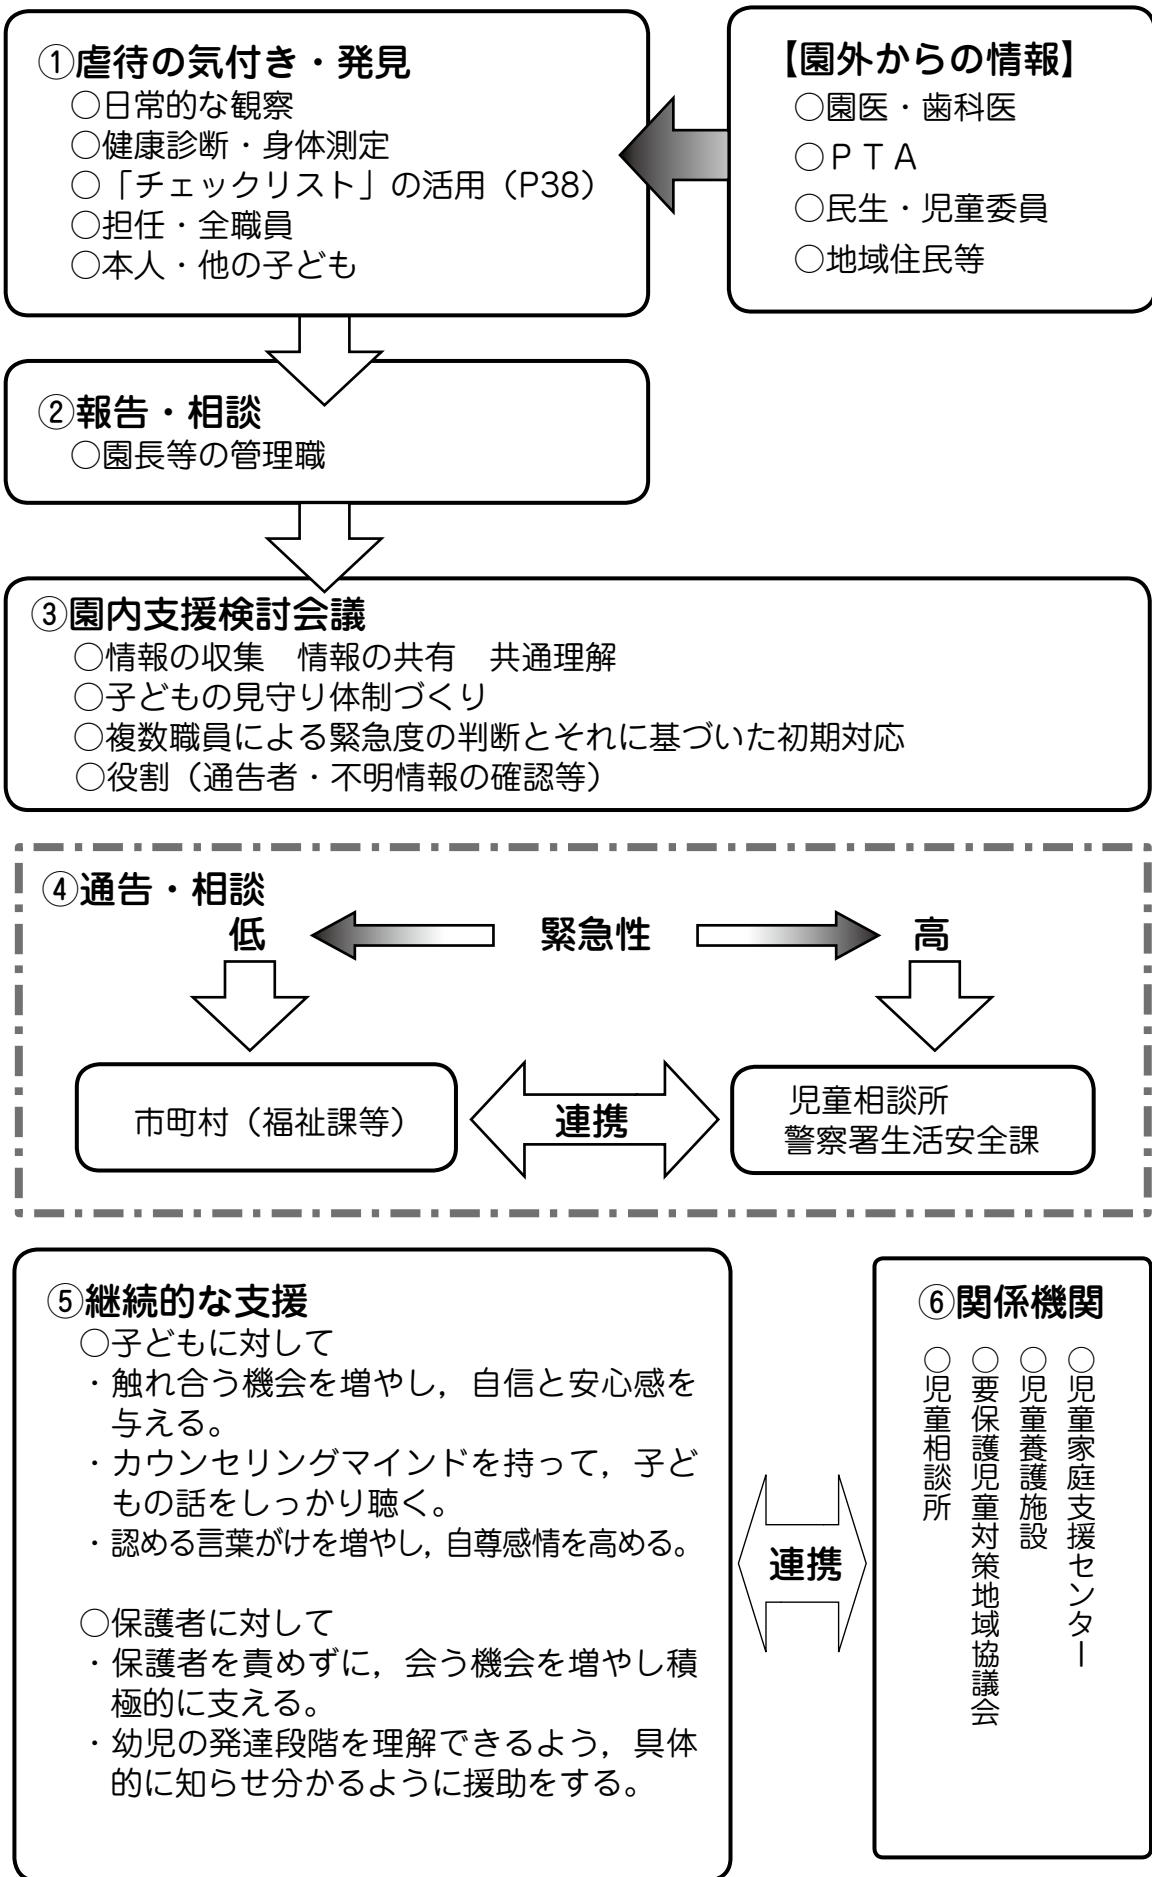 ①虐待の気付き・発見
○日常的な観察
○健康診断・身体測定
○「チェックリスト」の活用（P38）
○担任・全職員
○本人・他の子ども
【園外からの情報】
○園医・歯科医
○ＰＴＡ
○民生・児童委員
○地域住民等
②報告・相談
○園長等の管理職
③園内支援検討会議
○情報の収集　情報の共有　共通理解
○子どもの見守り体制づくり
○複数職員による緊急度の判断とそれに基づいた初期対応
○役割（通告者・不明情報の確認等）
④通告・相談
低　緊急性　高
市町村（福祉課等）
連携
児童相談所
警察署生活安全課
⑤継続的な支援
○子どもに対して
・触れ合う機会を増やし，自信と安心感を
与える。
・カウンセリングマインドを持って，子ど
もの話をしっかり聴く。
・認める言葉がけを増やし，自尊感情を高める。
○保護者に対して
・保護者を責めずに，会う機会を増やし積
極的に支える。
・幼児の発達段階を理解できるよう，具体
的に知らせ分かるように援助をする。
連携
⑥関係機関
○児童家庭支援センター
○児童養護施設
○要保護児童対策地域協議会
○児童相談所